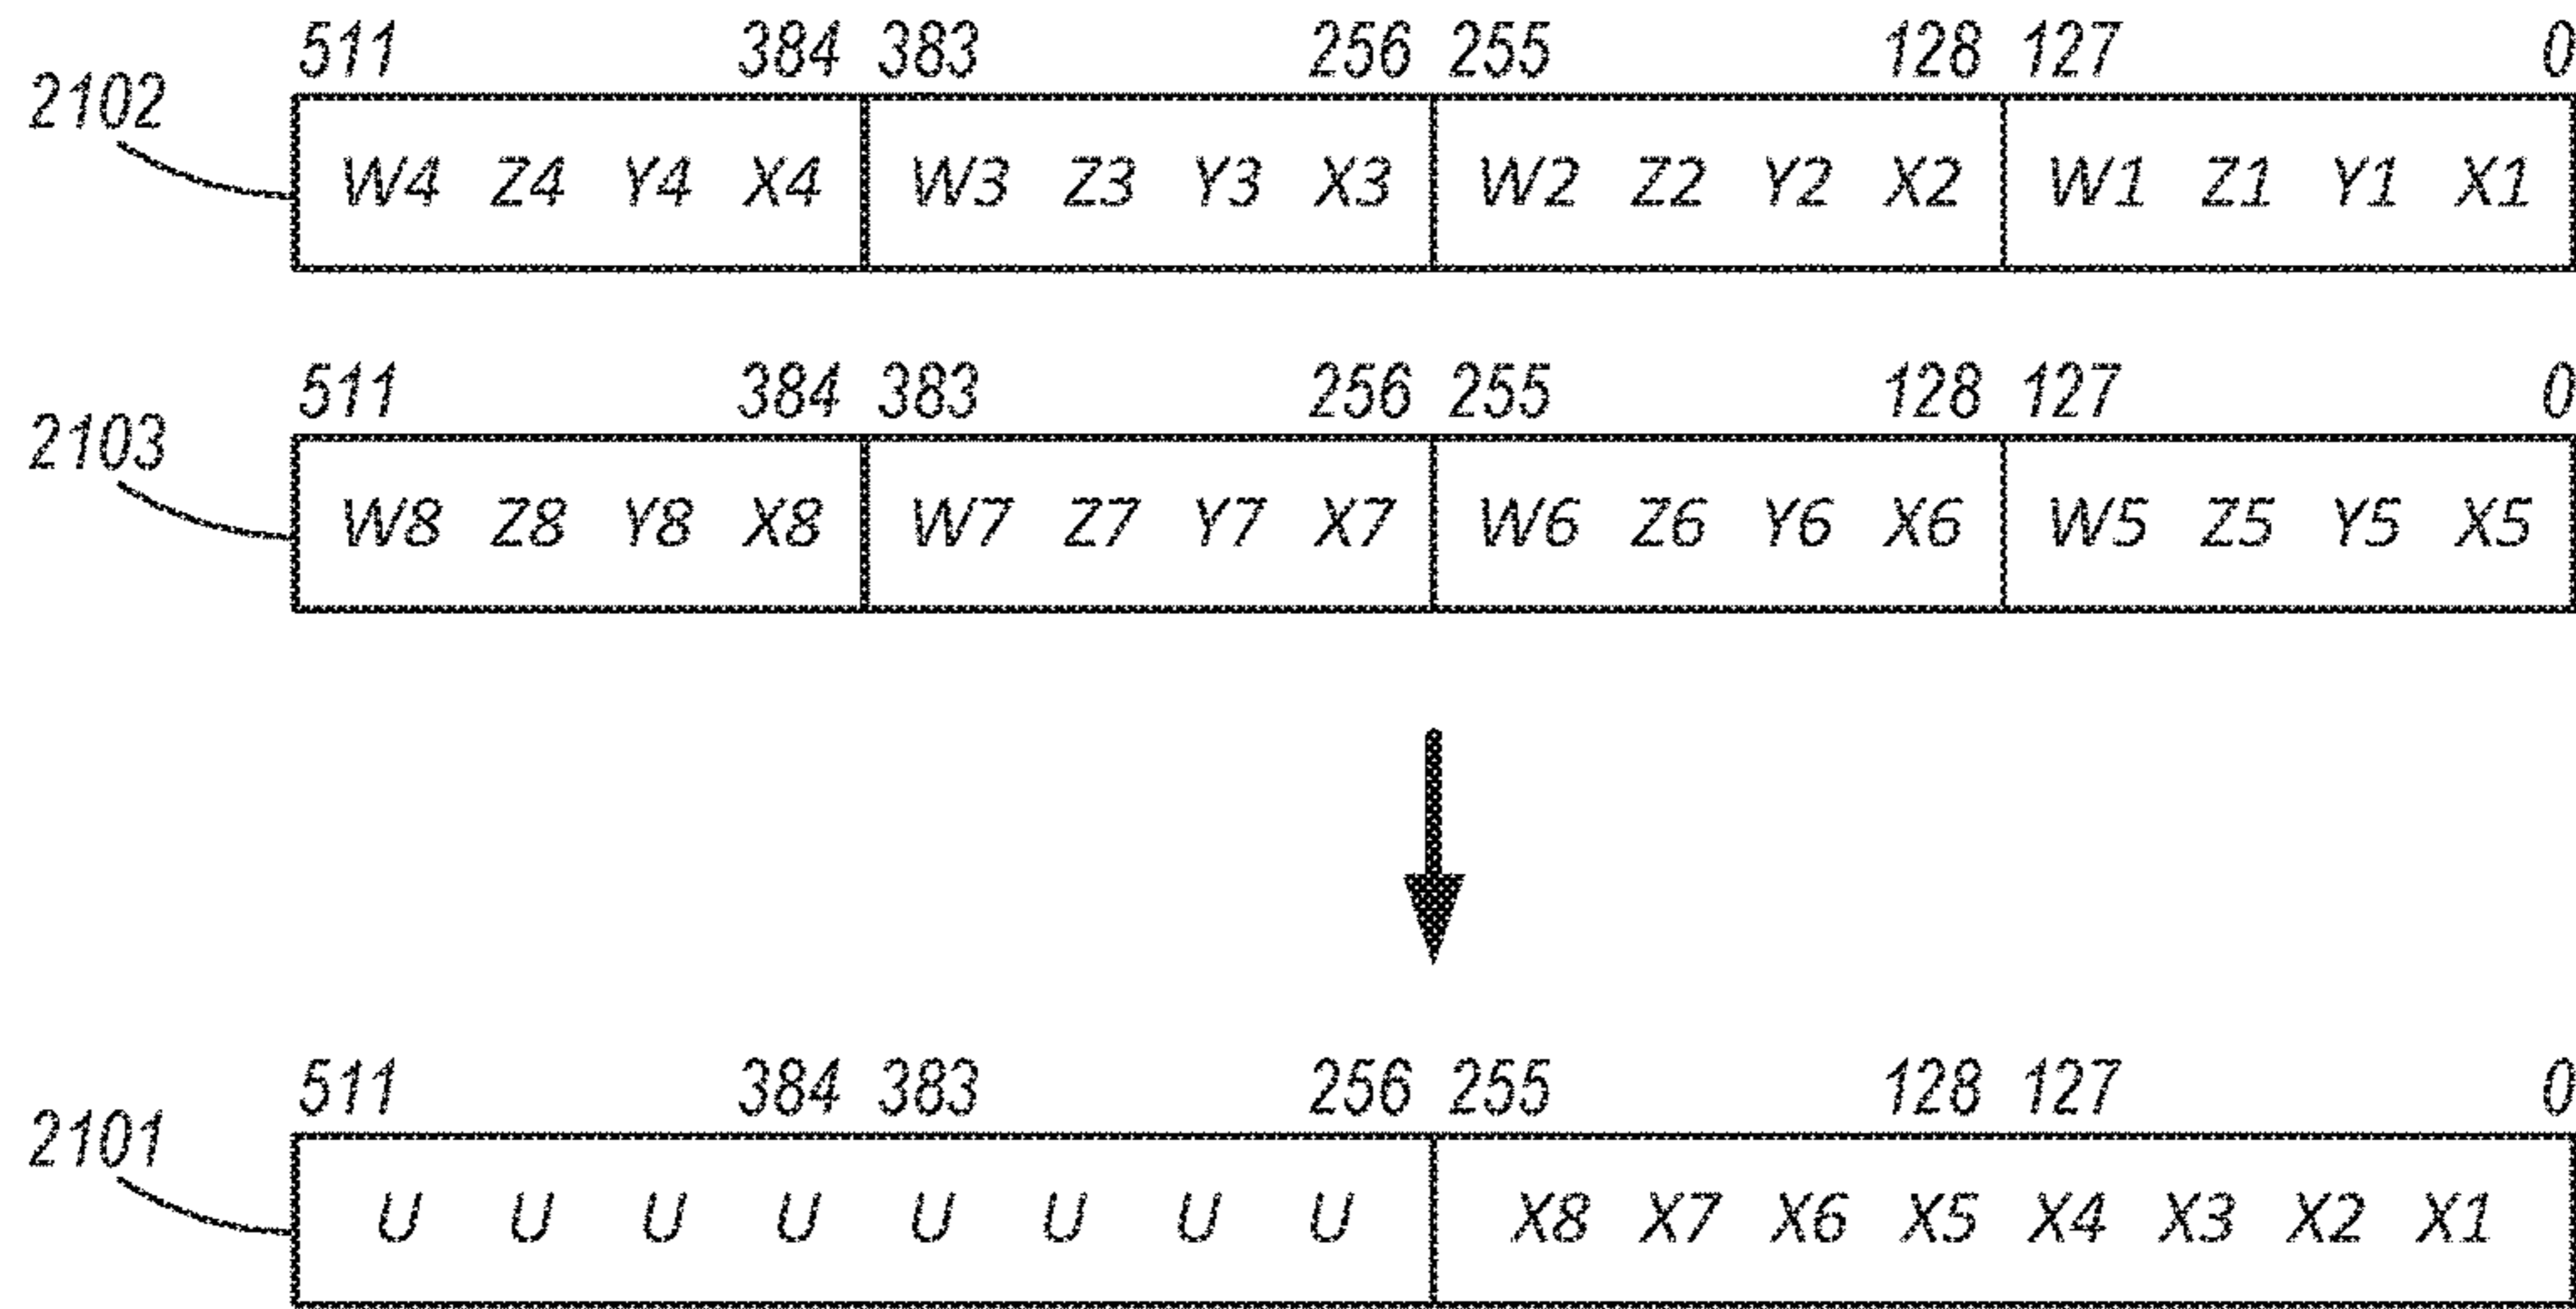 511 384 383 256 255 128 127 0
2102
W4 Z4 Y4 X4 W3 Z3 Y3 X3 W2 Z2 Y2 X2 W1 Z1 Y1 X1
511 384 383 256 255 128 127 0
2103
W8 Z8 Y8 X8 W7 Z7 Y7 X7 W6 Z6 Y6 X6 W5 Z5 Y5 X5
511 384 383 256 255 128 127 0
2101
U U U U U U U U X8 X7 X6 X5 X4 X3 X2 X1